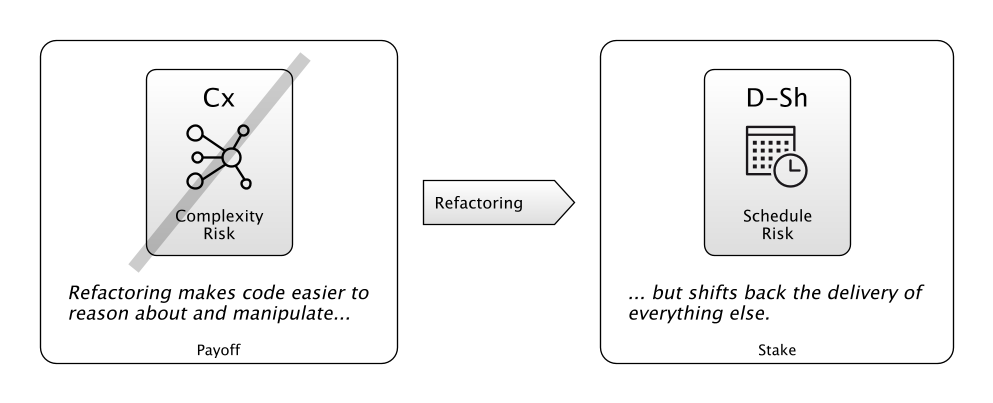 Cx
Complexity
Risk
Refactoring makes code easier to
reason about and manipulate...
Payoff
Refactoring
D–Sh
Schedule
Risk
... but shifts back the delivery of
everything else.
Stake